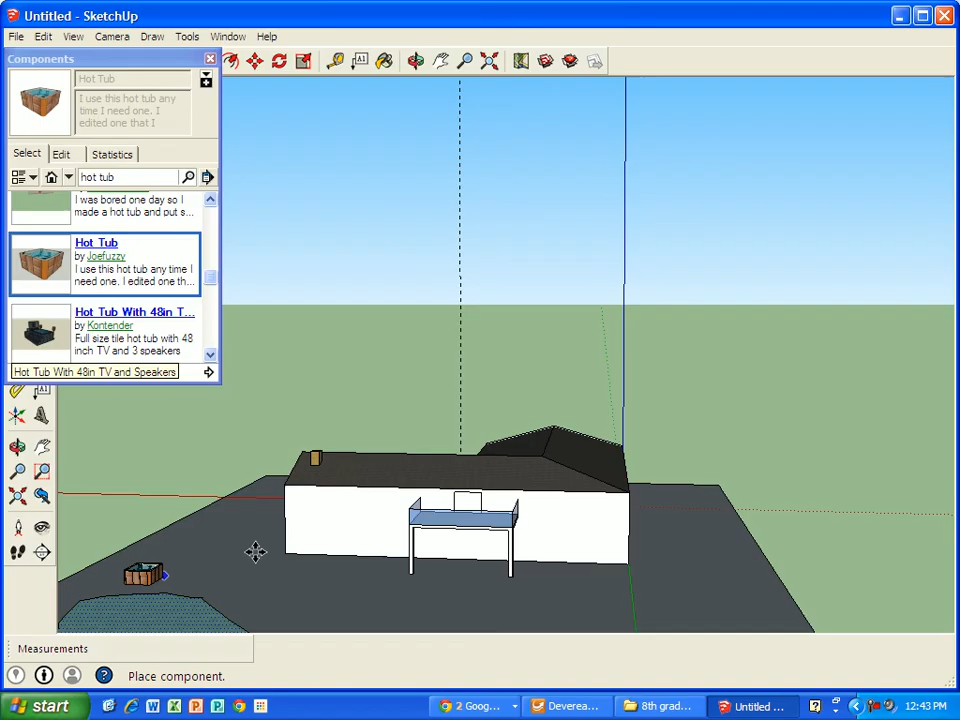 Untitled - SketchUp
File Edit View Camera Draw Tools Window Help
Components
Hot Tub
I use this hot tub any
time I need one. I
edited one that I
Select Edit Statistics
hot tub
I was bored one day so I
made a hot tub and put s...
Hot Tub
by Joefuzzy
I use this hot tub any time I
need one. I edited one th...
Hot Tub With 48in T...
by Kontender
Full size tile hot tub with 48
inch TV and 3 speakers
Hot Tub With 48in TV and Speakers
Measurements
Place component.
start
2 Goog...
Deverea...
8th grad...
Untitled ...
12:43 PM